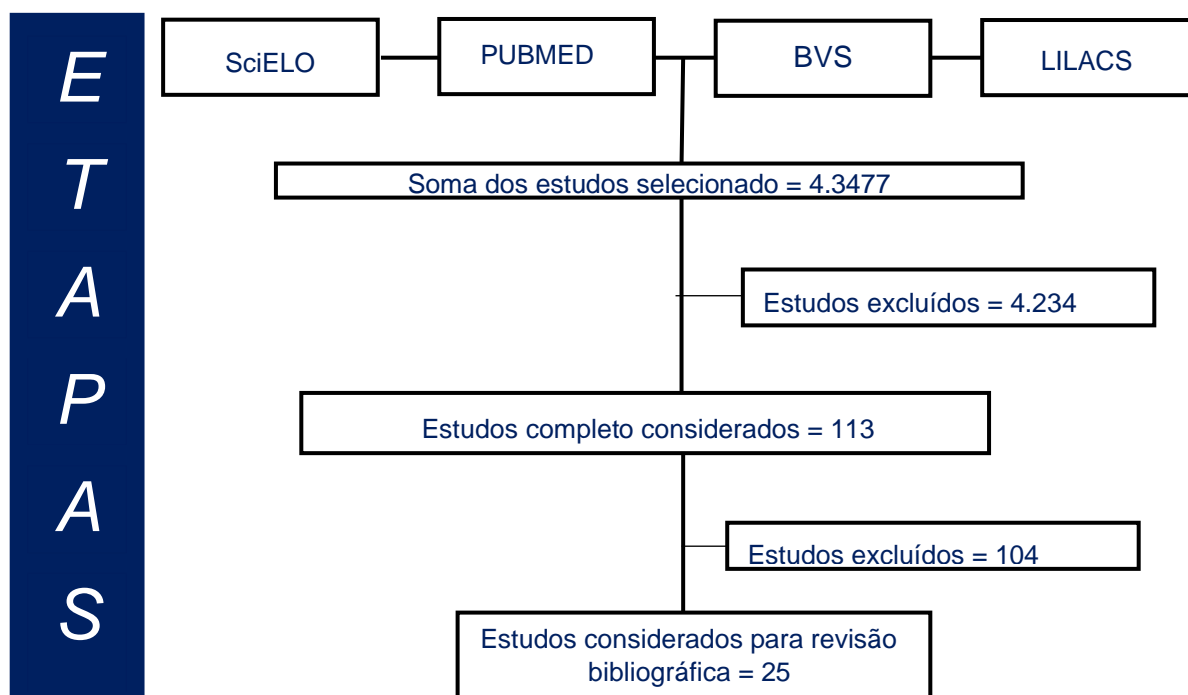 ETAPAS
SciELO
PUBMED
BVS
LILACS
Soma dos estudos selecionado = 4.3477
Estudos excluídos = 4.234
Estudos completo considerados = 113
Estudos excluídos = 104
Estudos considerados para revisão
bibliográfica = 25